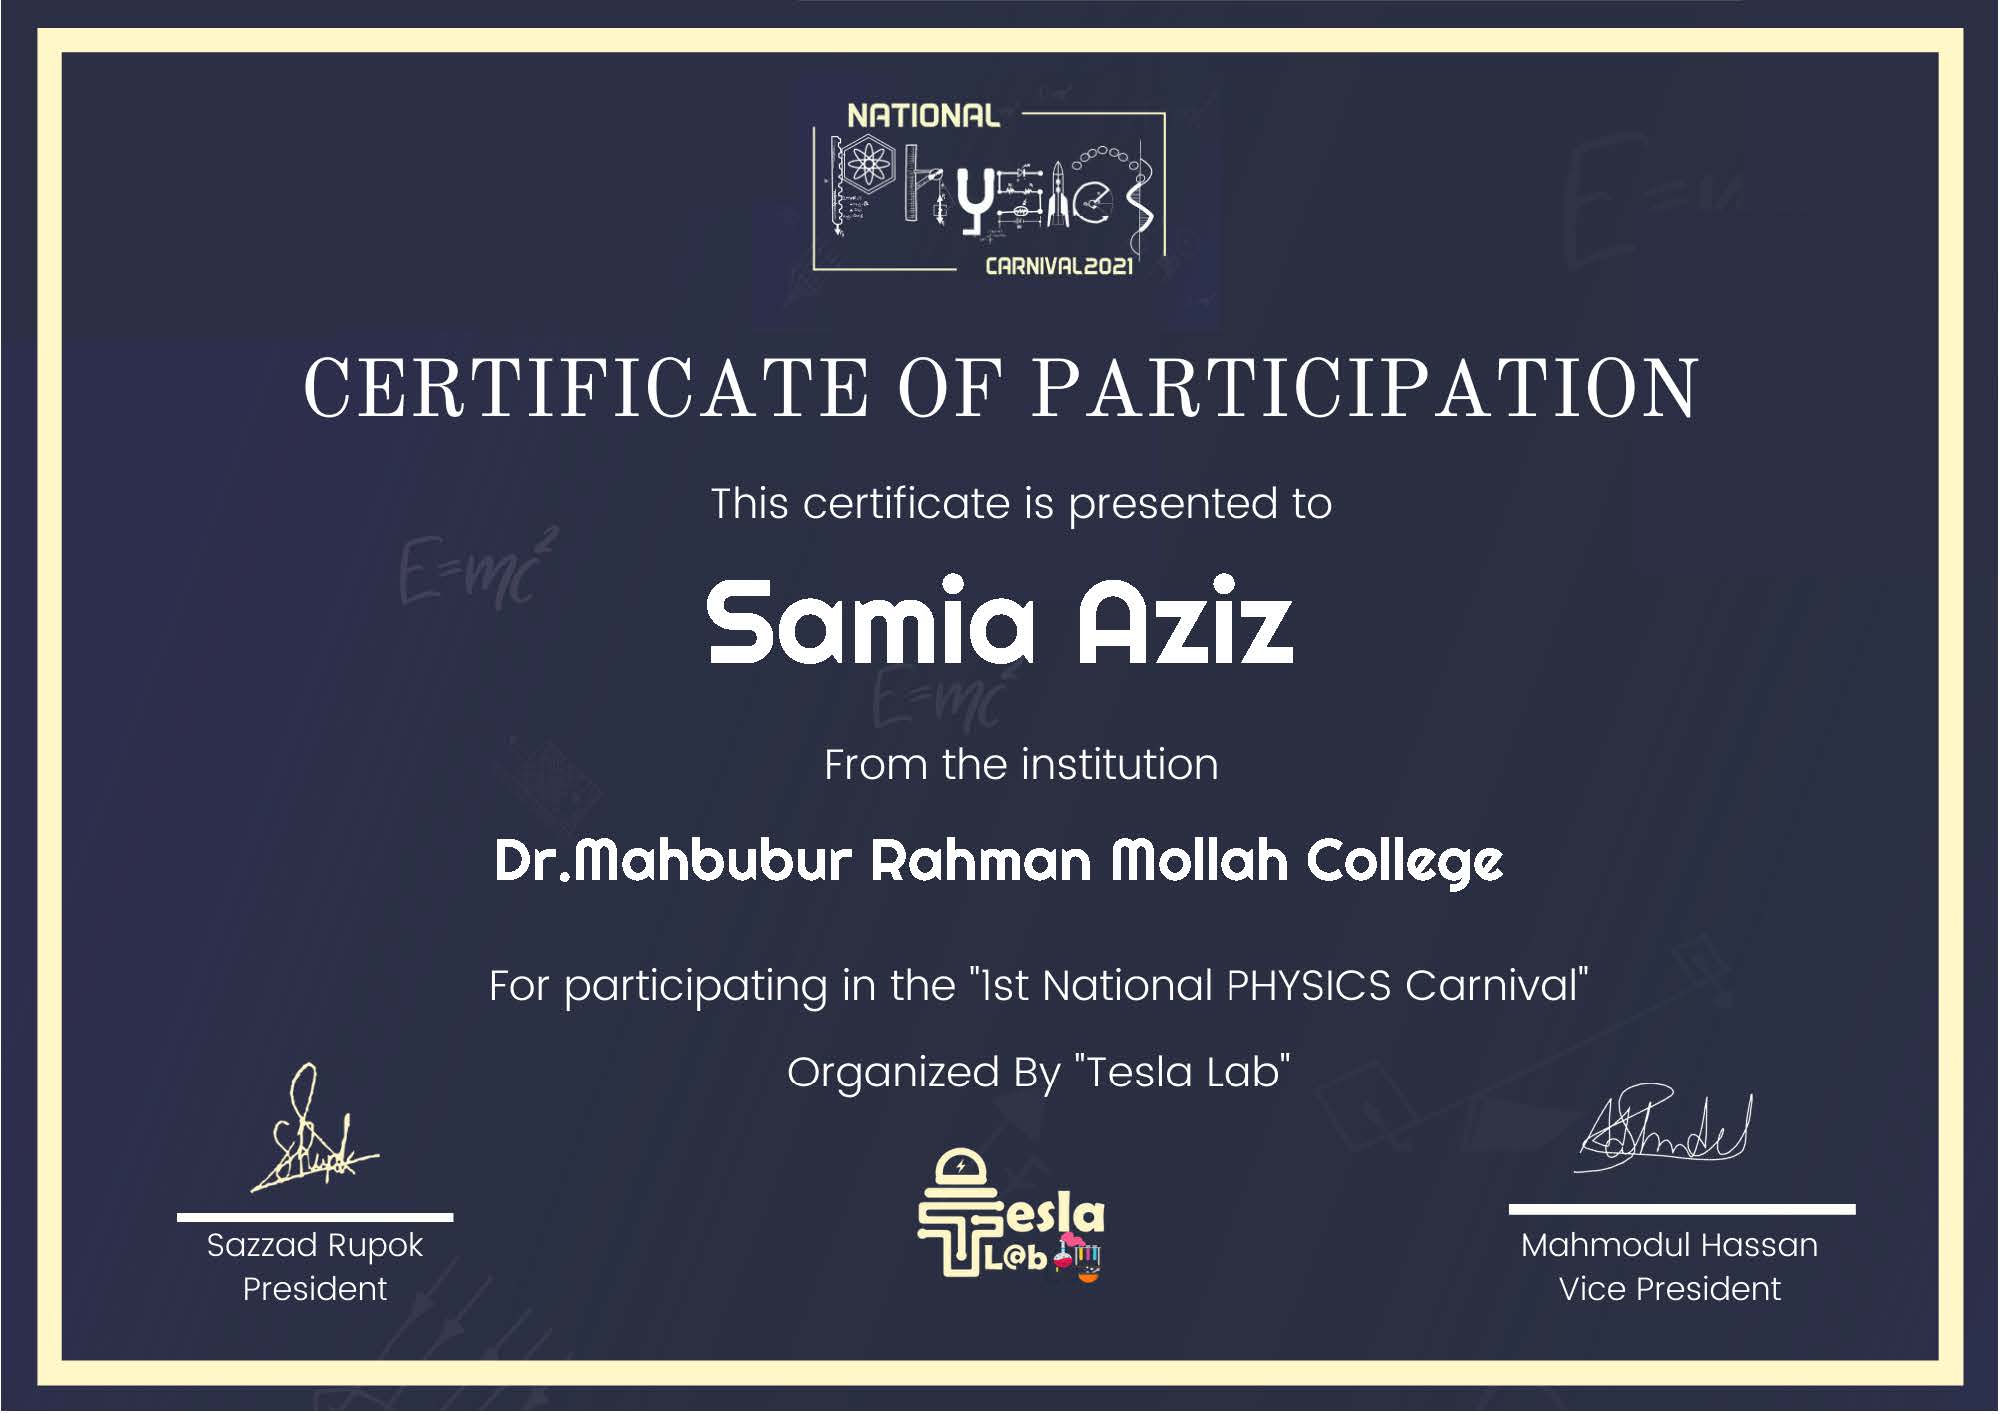 NATIONAL
Physics
CARNIVAL2021
CERTIFICATE OF PARTICIPATION
This certificate is presented to
E=mc²
Samia Aziz
E=mc²
From the institution
Dr.Mahbubur Rahman Mollah College
For participating in the "1st National PHYSICS Carnival"
Organized By "Tesla Lab"
Tesla
L@b
Sazzad Rupok
President
Mahmodul Hassan
Vice President